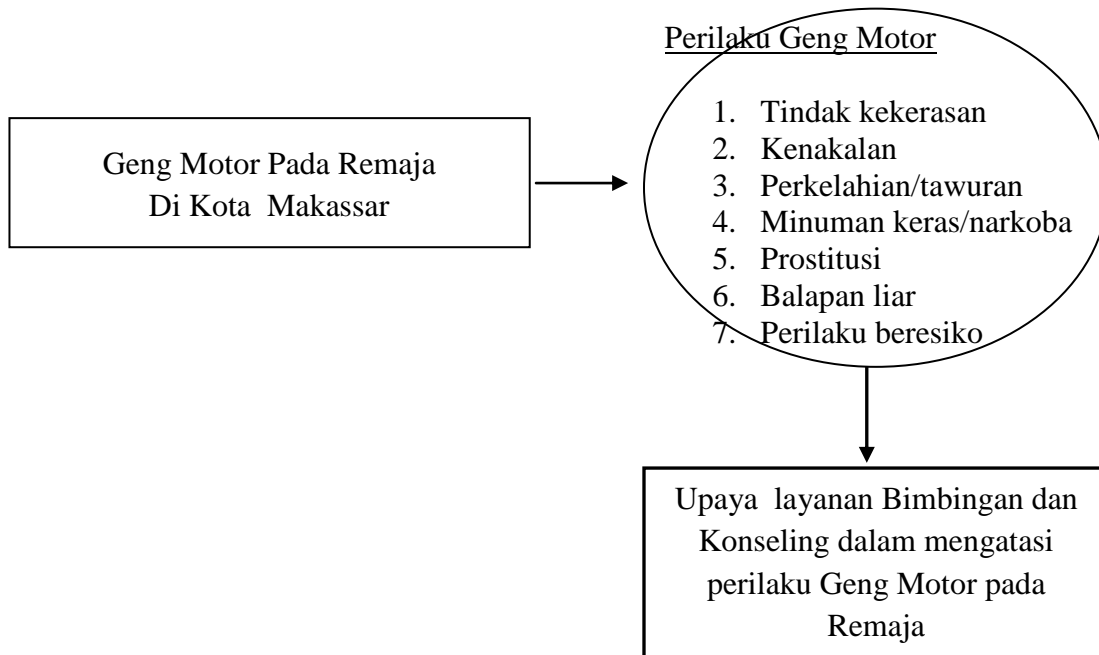 Perilaku Geng Motor
1. Tindak kekerasan
2. Kenakalan
3. Perkelahian/tawuran
4. Minuman keras/narkoba
5. Prostitusi
6. Balapan liar
7. Perilaku beresiko
Geng Motor Pada Remaja
Di Kota Makassar
Upaya layanan Bimbingan dan
Konseling dalam mengatasi
perilaku Geng Motor pada
Remaja